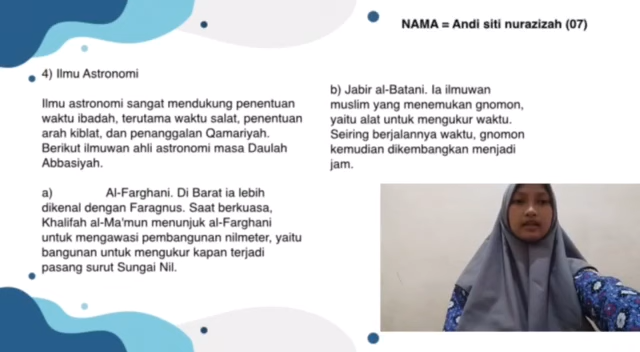 NAMA = Andi siti nurazizah (07)
4) Ilmu Astronomi
Ilmu astronomi sangat mendukung penentuan
waktu ibadah, terutama waktu salat, penentuan
arah kiblat, dan penanggalan Qamariyah.
Berikut ilmuwan ahli astronomi masa Daulah
Abbasiyah.
a) Al-Farghani. Di Barat ia lebih
dikenal dengan Faragnus. Saat berkuasa,
Khalifah al-Ma'mun menunjuk al-Farghani
untuk mengawasi pembangunan nilmeter, yaitu
bangunan untuk mengukur kapan terjadi
pasang surut Sungai Nil.
b) Jabir al-Batani. Ia ilmuwan
muslim yang menemukan gnomon,
yaitu alat untuk mengukur waktu.
Seiring berjalannya waktu, gnomon
kemudian dikembangkan menjadi
jam.